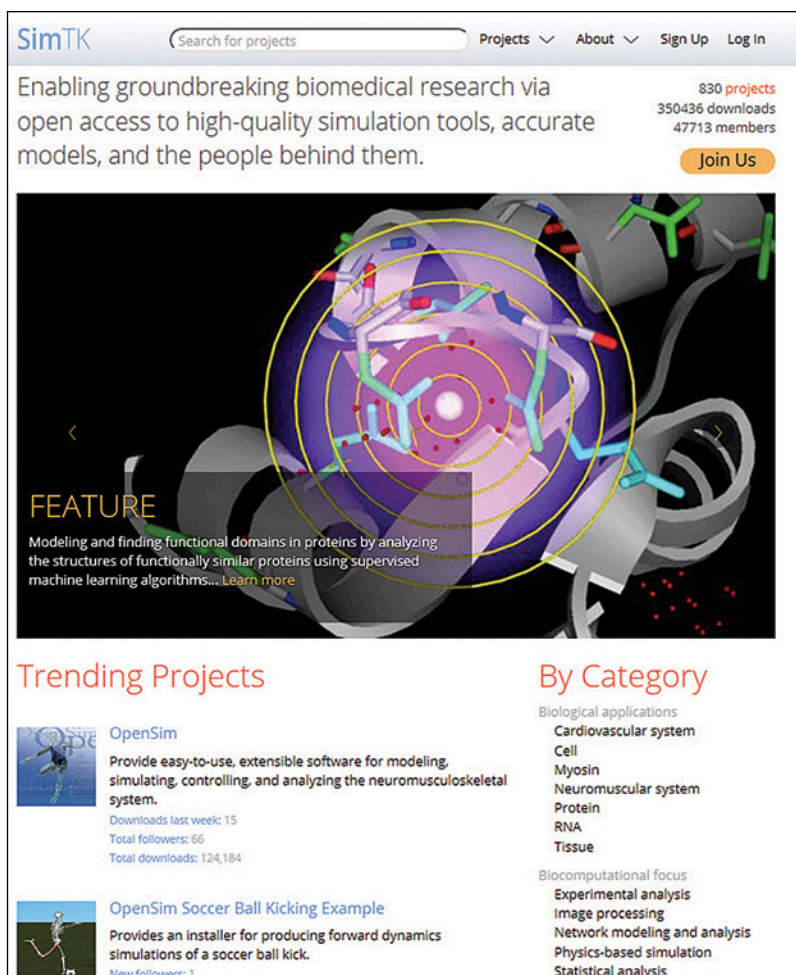 SimTK
Search for projects
Projects
About
Sign Up
Log In
Enabling groundbreaking biomedical research via
open access to high-quality simulation tools, accurate
models, and the people behind them.
830 projects
350436 downloads
47713 members
Join Us
FEATURE
Modeling and finding functional domains in proteins by analyzing
the structures of functionally similar proteins using supervised
machine learning algorithms... Learn more
Trending Projects
OpenSim
Provide easy-to-use, extensible software for modeling,
simulating, controlling, and analyzing the neuromusculoskeletal
system.
Downloads last week: 15
Total followers: 66
Total downloads: 124,184
OpenSim Soccer Ball Kicking Example
Provides an installer for producing forward dynamics
simulations of a soccer ball kick.
New followers: 1
By Category
Biological applications
Cardiovascular system
Cell
Myosin
Neuromuscular system
Protein
RNA
Tissue
Biocomputational focus
Experimental analysis
Image processing
Network modeling and analysis
Physics-based simulation
Statistical analysis